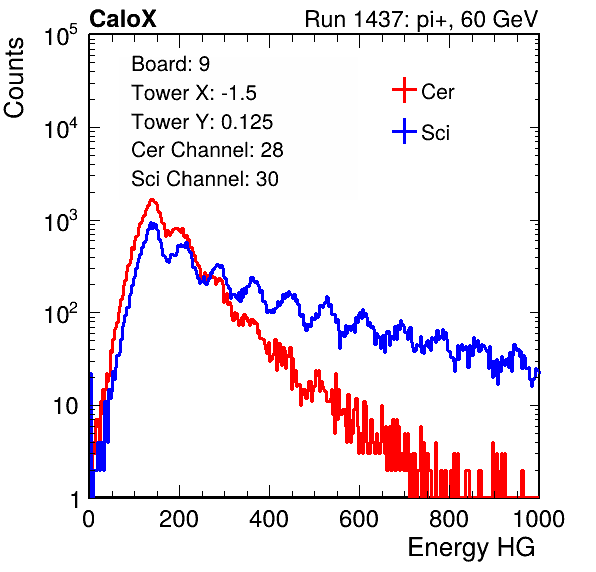 CaloX Run 1437: pi+, 60 GeV
Counts
Board: 9
Tower X: -1.5
Tower Y: 0.125
Cer Channel: 28
Sci Channel: 30
Cer
Sci
10^5
10^4
10^3
10^2
10
1
0 200 400 600 800 1000
Energy HG